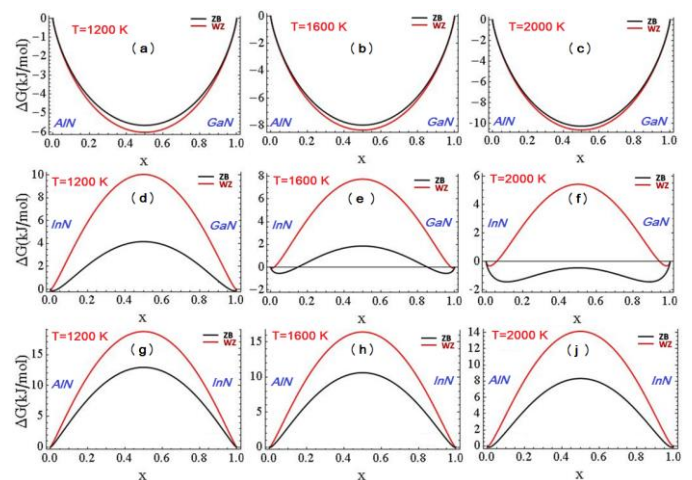 T=1200 K
ZB
WZ
(a)
AlN
GaN
0
-1
-2
-3
-4
-5
-6
0.0 0.2 0.4 0.6 0.8 1.0
ΔG(kJ/mol)
X
T=1600 K
ZB
WZ
(b)
AlN
GaN
0
-2
-4
-6
-8
0.0 0.2 0.4 0.6 0.8 1.0
X
T=2000 K
ZB
WZ
(c)
AlN
GaN
0
-2
-4
-6
-8
-10
0.0 0.2 0.4 0.6 0.8 1.0
X
T=1200 K
ZB
WZ
(d)
InN
GaN
10
8
6
4
2
0
0.0 0.2 0.4 0.6 0.8 1.0
ΔG(kJ/mol)
X
T=1600 K
ZB
WZ
(e)
InN
GaN
8
6
4
2
0
-2
0.0 0.2 0.4 0.6 0.8 1.0
X
T=2000 K
ZB
WZ
(f)
InN
GaN
6
4
2
0
-2
0.0 0.2 0.4 0.6 0.8 1.0
X
T=1200 K
ZB
WZ
(g)
AlN
InN
15
10
5
0
0.0 0.2 0.4 0.6 0.8 1.0
ΔG(kJ/mol)
X
T=1600 K
ZB
WZ
(h)
AlN
InN
15
10
5
0
0.0 0.2 0.4 0.6 0.8 1.0
X
T=2000 K
ZB
WZ
(j)
AlN
InN
14
12
10
8
6
4
2
0
0.0 0.2 0.4 0.6 0.8 1.0
X